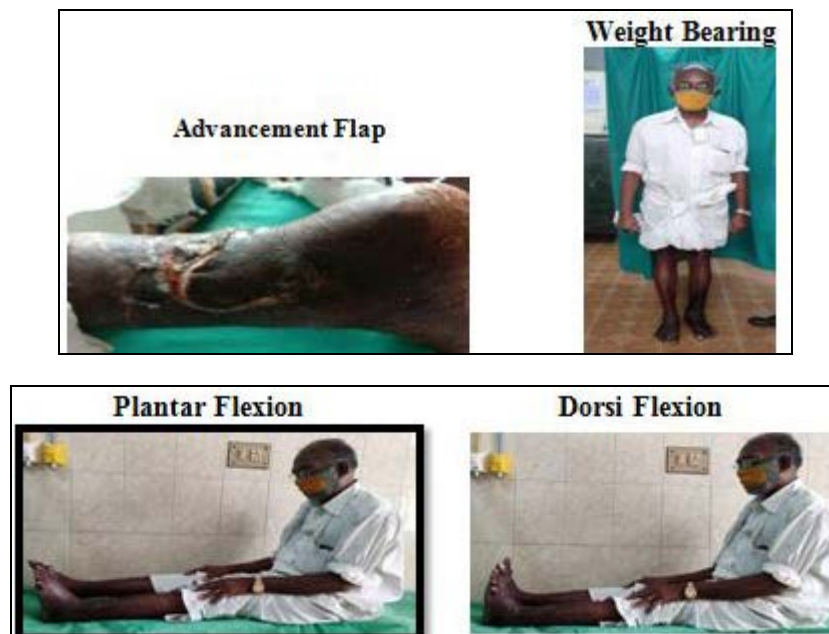 Weight Bearing
Advancement Flap
Plantar Flexion
Dorsi Flexion